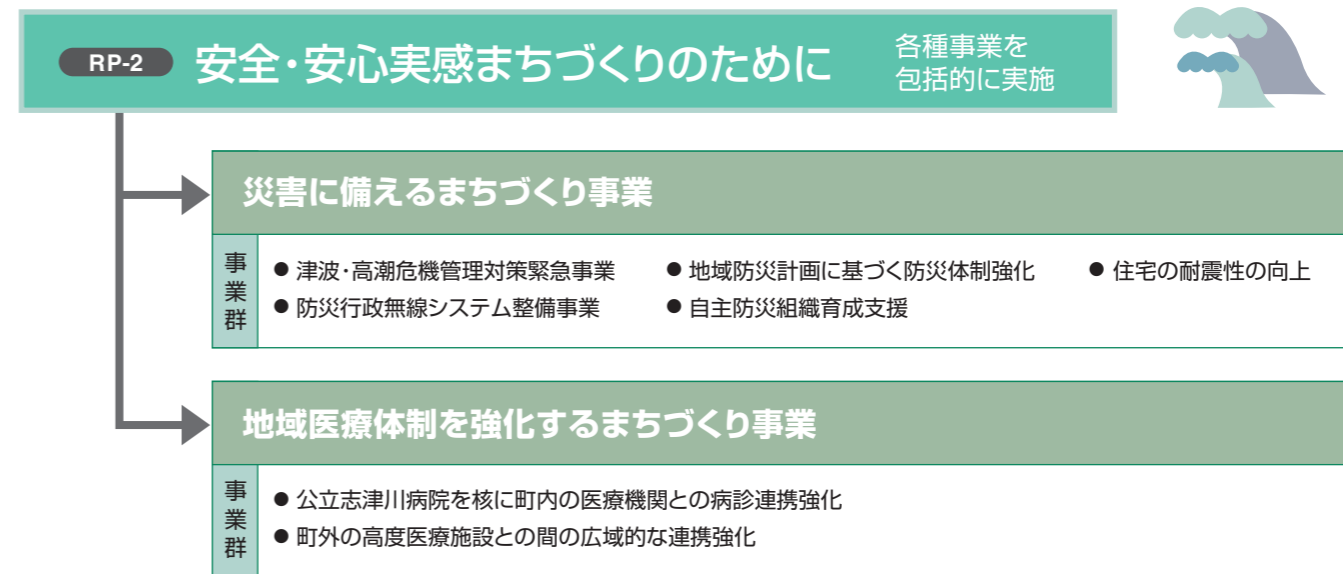 RP-2 安全・安心実感まちづくりのために
各種事業を
包括的に実施
災害に備えるまちづくり事業
事業群
● 津波・高潮危機管理対策緊急事業 ● 地域防災計画に基づく防災体制強化 ● 住宅の耐震性の向上
● 防災行政無線システム整備事業 ● 自主防災組織育成支援
地域医療体制を強化するまちづくり事業
事業群
● 公立志津川病院を核に町内の医療機関との病診連携強化
● 町外の高度医療施設との間の広域的な連携強化